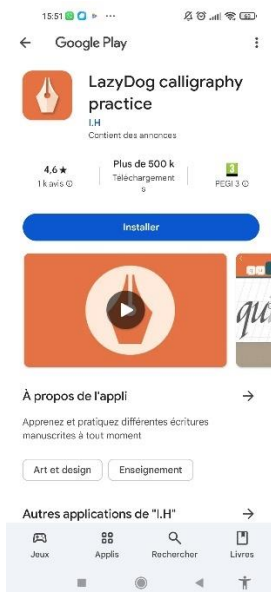 15:51
Google Play
LazyDog calligraphy
practice
I.H
Contient des annonces
4,6 ★
1 k avis
Plus de 500 k
Téléchargement
s
3
PEGI 3
Installer
qu
À propos de l'appli
Apprenez et pratiquez différentes écritures
manuscrites à tout moment
Art et design
Enseignement
Autres applications de "I.H"
Jeux
Applis
Rechercher
Livres